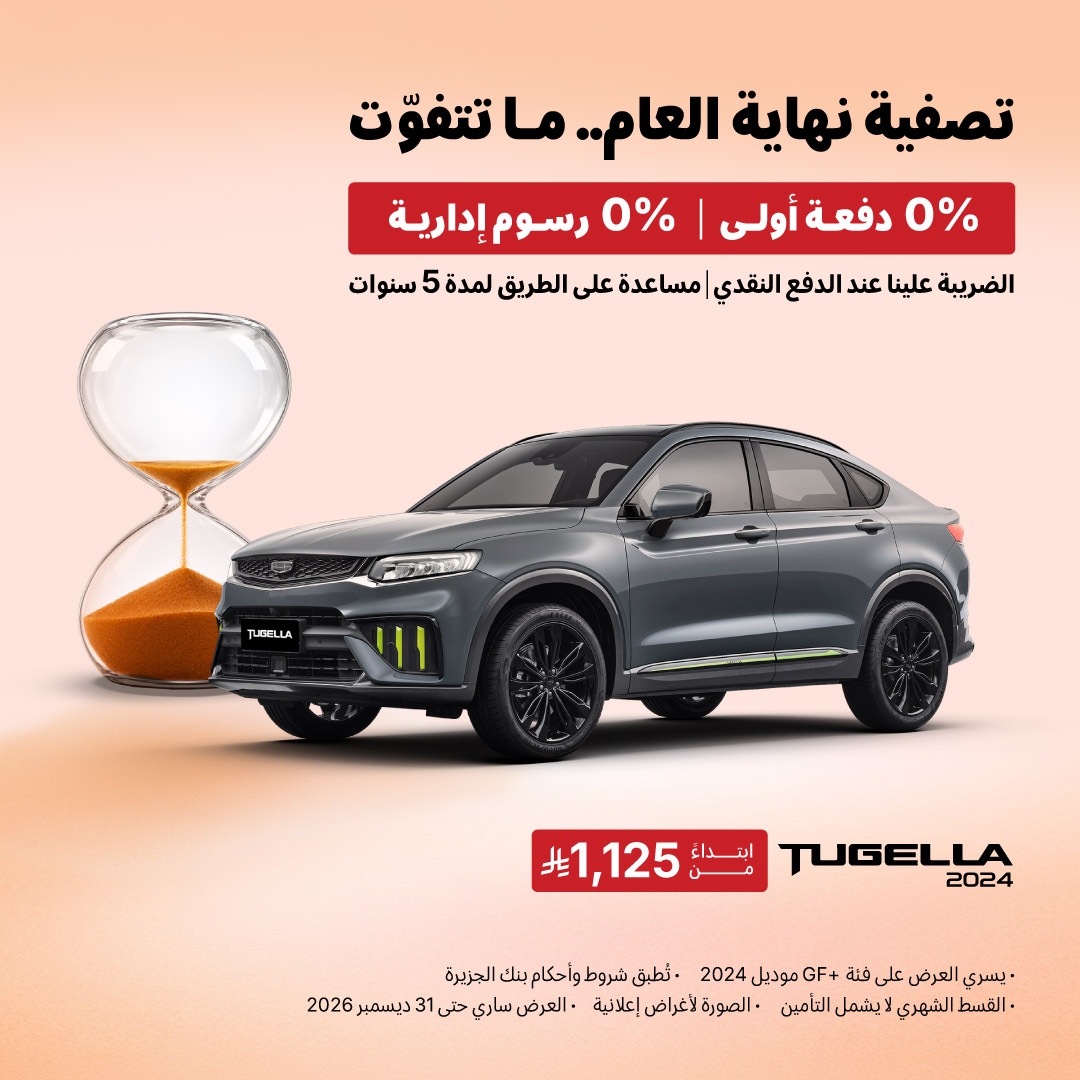 تصفية نهاية العام.. ما تتفوّت
0% دفعة أولى | 0% رسوم إدارية
الضريبة علينا عند الدفع النقدي | مساعدة على الطريق لمدة 5 سنوات
TUGELLA
TUGELLA
2024
ابتداءً من 1,125
• يسري العرض على فئة GF+ موديل 2024 • تُطبق شروط وأحكام بنك الجزيرة
• القسط الشهري لا يشمل التأمين • الصورة لأغراض إعلانية • العرض ساري حتى 31 ديسمبر 2026